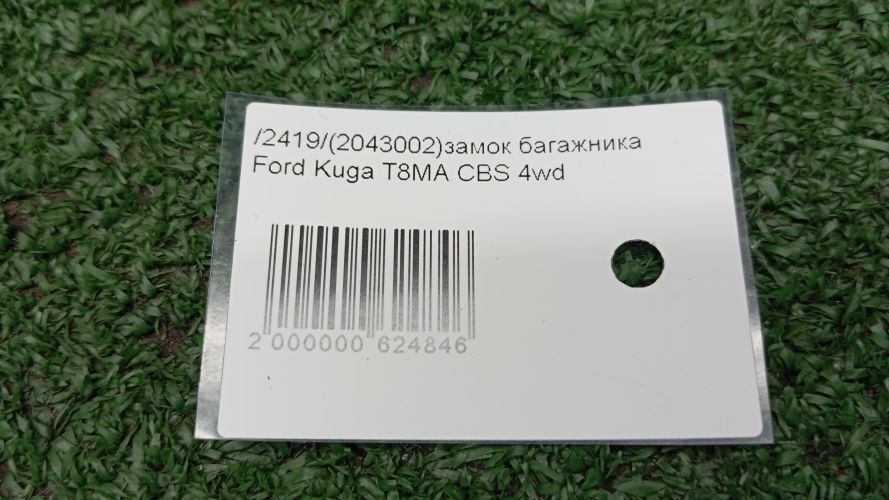 /2419/(2043002)замок багажника
Ford Kuga T8MA CBS 4wd
2 000000 624846